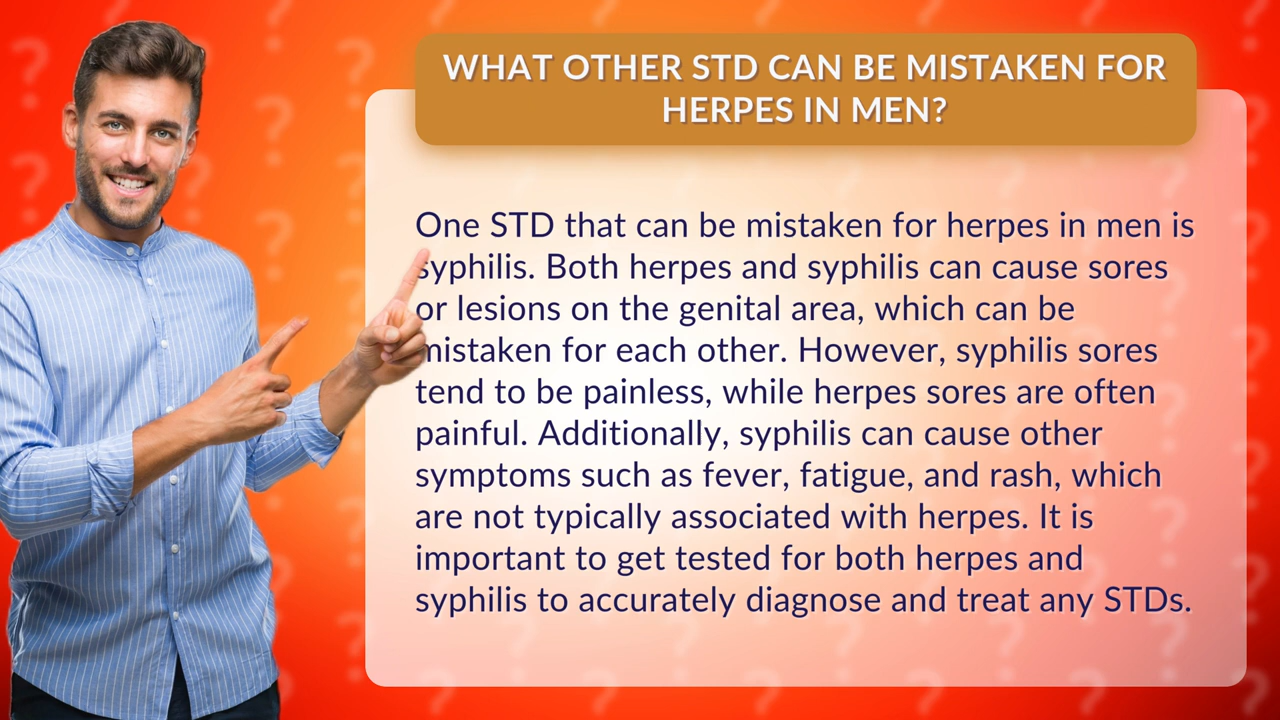 WHAT OTHER STD CAN BE MISTAKEN FOR
HERPES IN MEN?
One STD that can be mistaken for herpes in men is
syphilis. Both herpes and syphilis can cause sores
or lesions on the genital area, which can be
mistaken for each other. However, syphilis sores
tend to be painless, while herpes sores are often
painful. Additionally, syphilis can cause other
symptoms such as fever, fatigue, and rash, which
are not typically associated with herpes. It is
important to get tested for both herpes and
syphilis to accurately diagnose and treat any STDs.